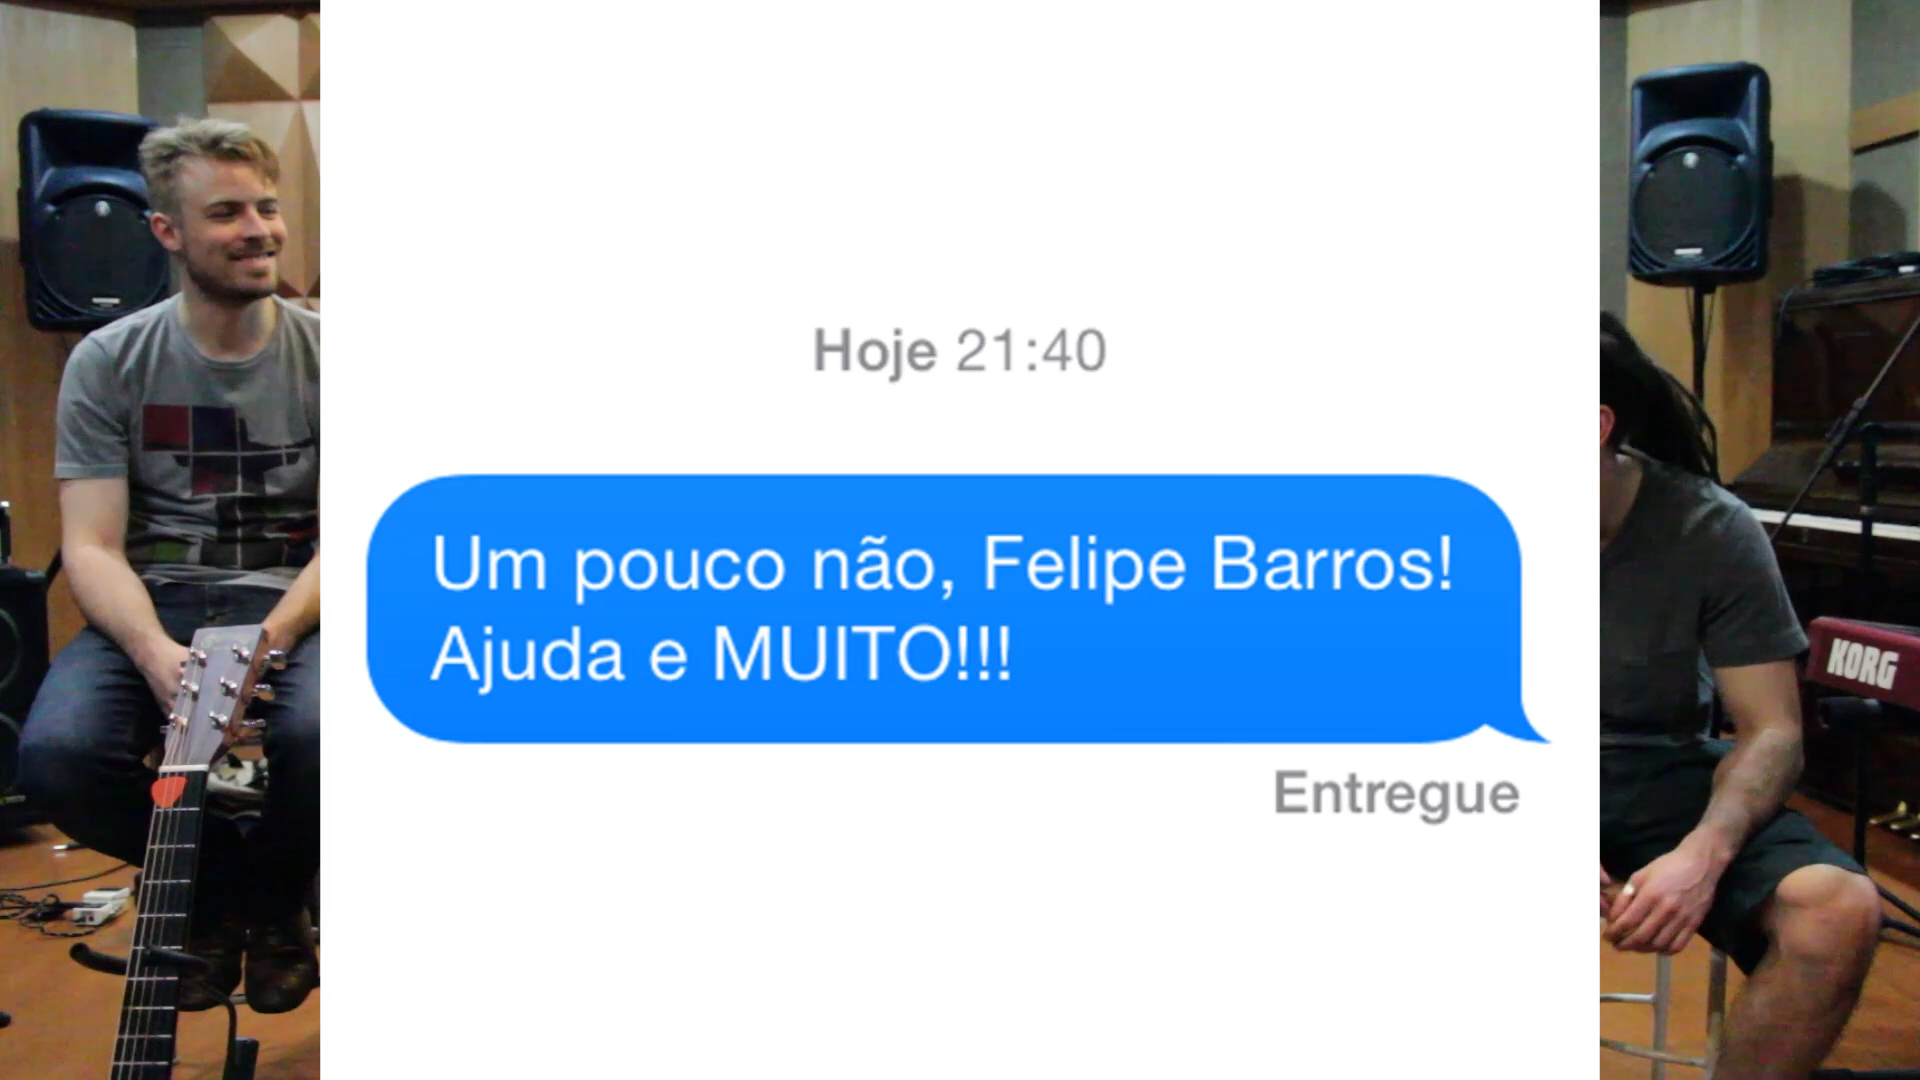 Hoje 21:40
Um pouco não, Felipe Barros!
Ajuda e MUITO!!!
Entregue
KORG